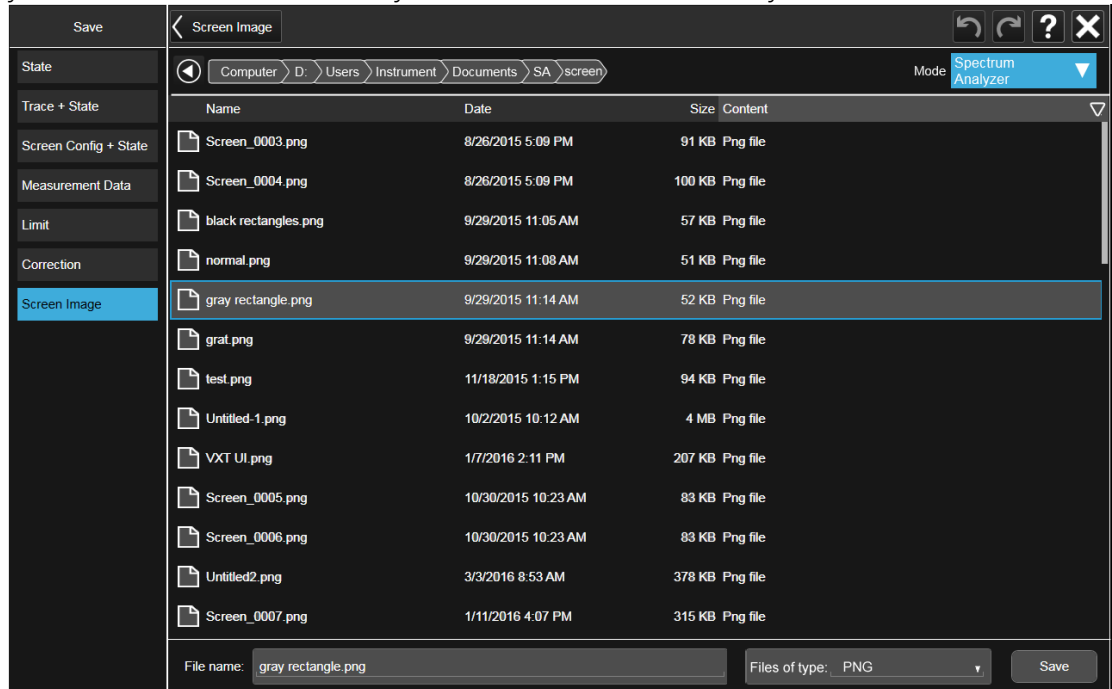 Save
Screen Image
?
State
Trace + State
Screen Config + State
Measurement Data
Limit
Correction
Screen Image
Computer D: Users Instrument Documents SA screen
Mode Spectrum
Analyzer
Name Date Size Content
Screen_0003.png 8/26/2015 5:09 PM 91 KB Png file
Screen_0004.png 8/26/2015 5:09 PM 100 KB Png file
black rectangles.png 9/29/2015 11:05 AM 57 KB Png file
normal.png 9/29/2015 11:08 AM 51 KB Png file
gray rectangle.png 9/29/2015 11:14 AM 52 KB Png file
grat.png 9/29/2015 11:14 AM 78 KB Png file
test.png 11/18/2015 1:15 PM 94 KB Png file
Untitled-1.png 10/2/2015 10:12 AM 4 MB Png file
VXT UI.png 1/7/2016 2:11 PM 207 KB Png file
Screen_0005.png 10/30/2015 10:23 AM 83 KB Png file
Screen_0006.png 10/30/2015 10:23 AM 83 KB Png file
Untitled2.png 3/3/2016 8:53 AM 378 KB Png file
Screen_0007.png 1/11/2016 4:07 PM 315 KB Png file
File name: gray rectangle.png Files of type: PNG Save